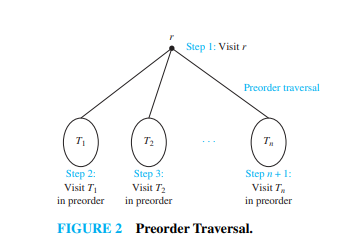 r
Step 1: Visit r
Preorder traversal
T1
T2
. . .
Tn
Step 2:
Visit T1
in preorder
Step 3:
Visit T2
in preorder
Step n + 1:
Visit Tn
in preorder
FIGURE 2 Preorder Traversal.